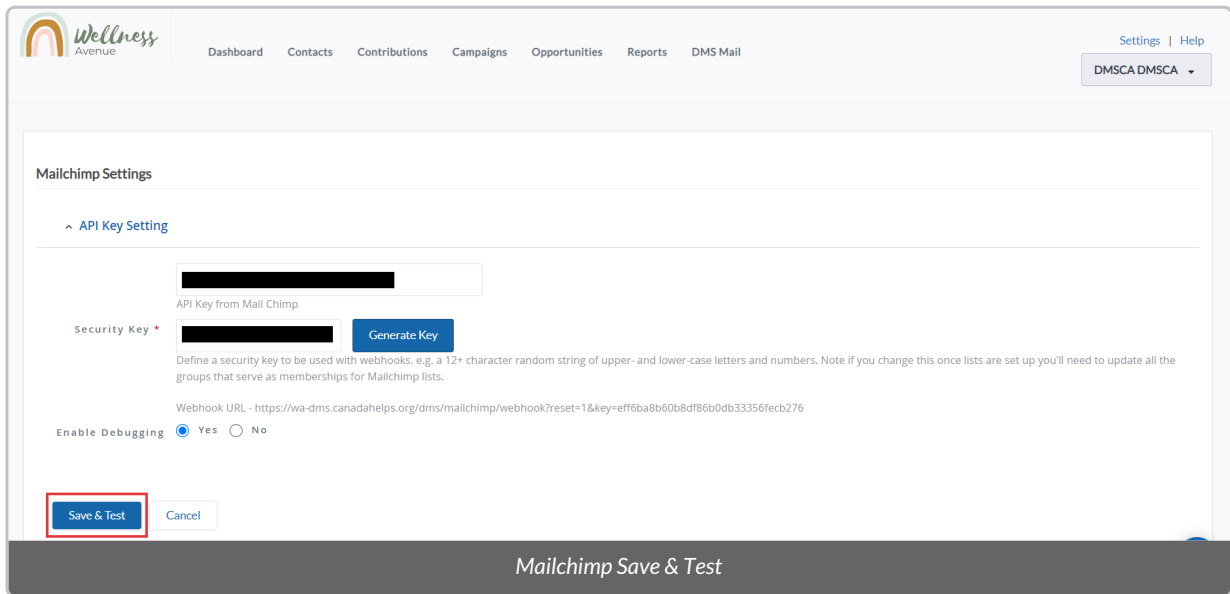 Wellness
Avenue
Dashboard Contacts Contributions Campaigns Opportunities Reports DMS Mail
Settings | Help
DMSCA DMSCA
Mailchimp Settings
API Key Setting
API Key from Mail Chimp
Security Key * Generate Key
Define a security key to be used with webhooks. e.g. a 12+ character random string of upper- and lower-case letters and numbers. Note if you change this once lists are set up you'll need to update all the
groups that serve as memberships for Mailchimp lists.
Webhook URL - https://wa-dms.canadahelps.org/dms/mailchimp/webhook?reset=1&key=eff6ba8b60b8df86b0db33356fecb276
Enable Debugging Yes No
Save & Test Cancel
Mailchimp Save & Test